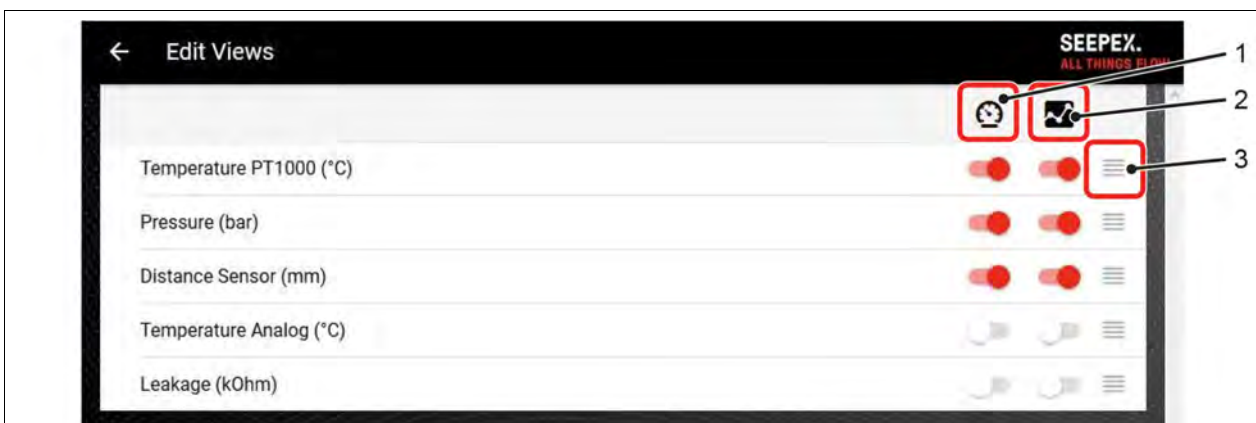 Edit Views
SEEPEX.
ALL THINGS FLOW
1
2
3
Temperature PT1000 (°C)
Pressure (bar)
Distance Sensor (mm)
Temperature Analog (°C)
Leakage (kOhm)